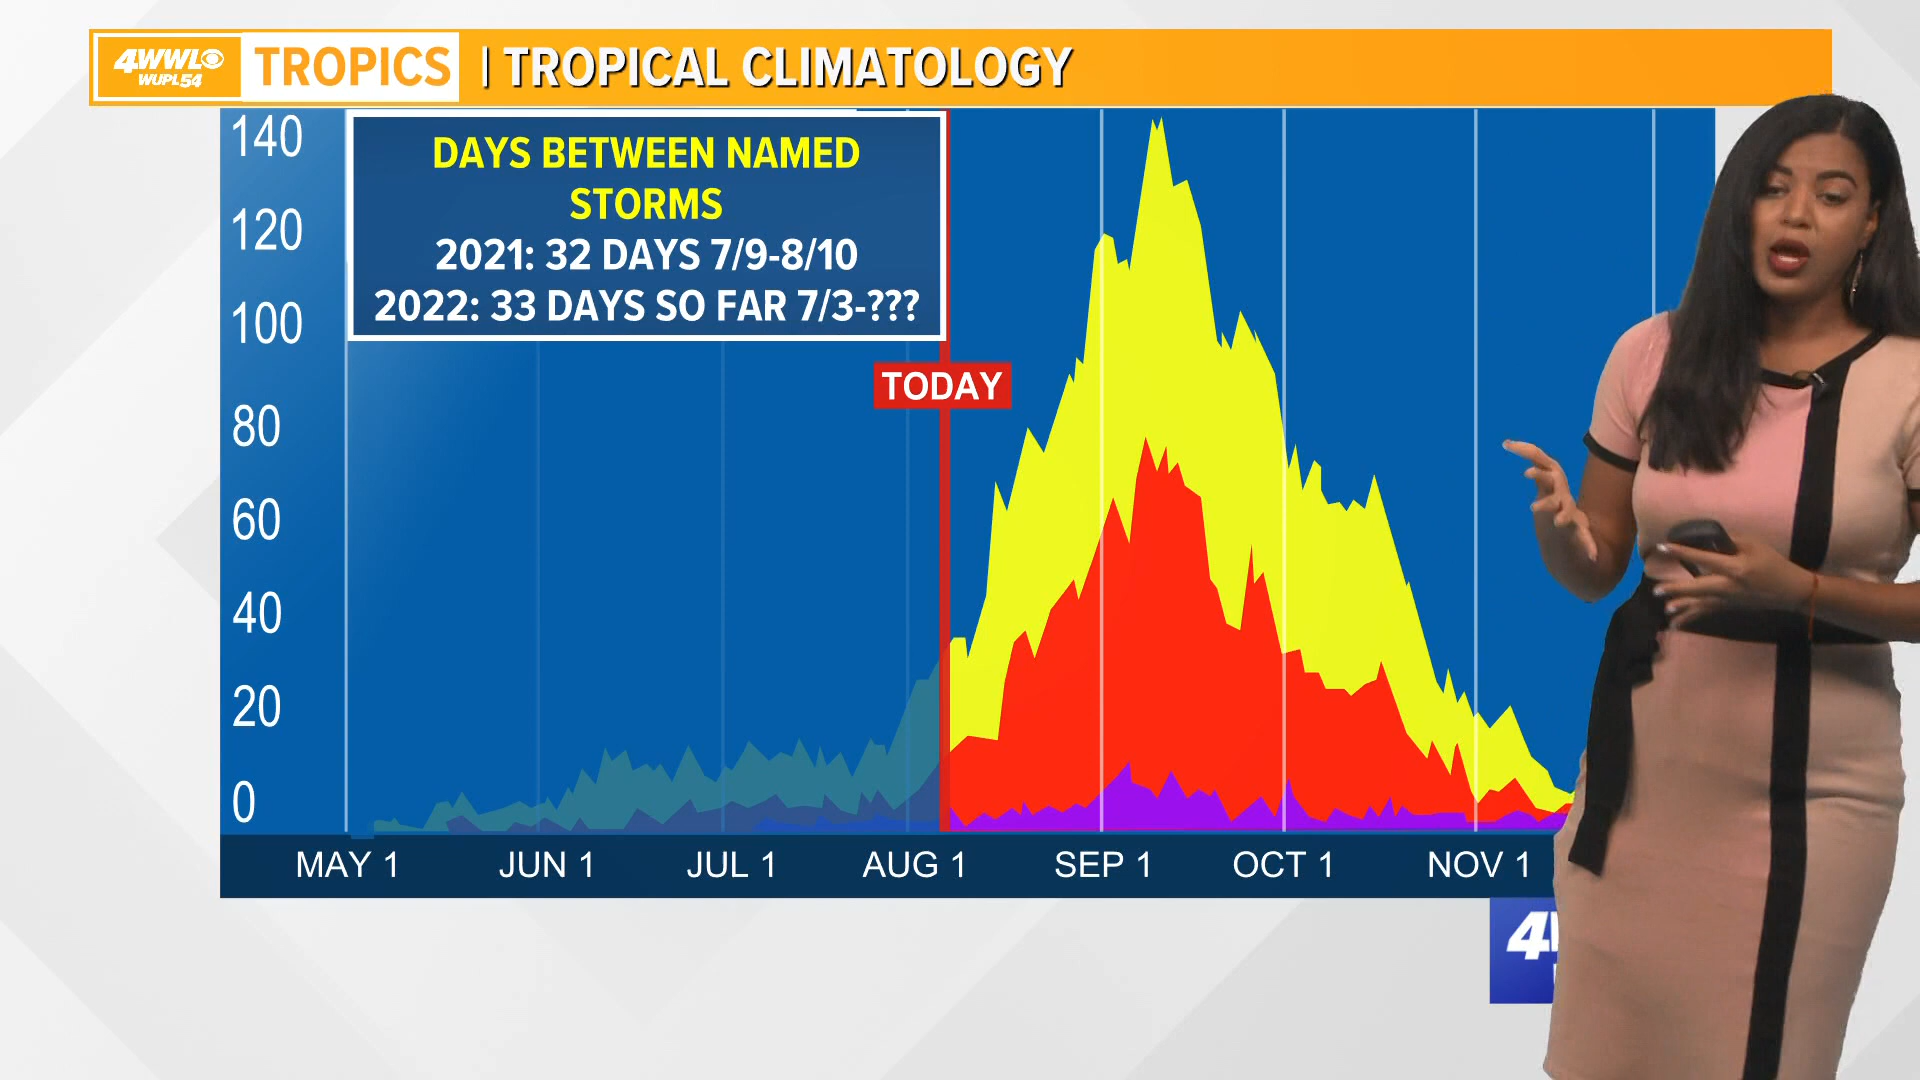 4WWL
WUPL54
TROPICS | TROPICAL CLIMATOLOGY
DAYS BETWEEN NAMED
STORMS
2021: 32 DAYS 7/9-8/10
2022: 33 DAYS SO FAR 7/3-???
TODAY
140
120
100
80
60
40
20
0
MAY 1
JUN 1
JUL 1
AUG 1
SEP 1
OCT 1
NOV 1
4